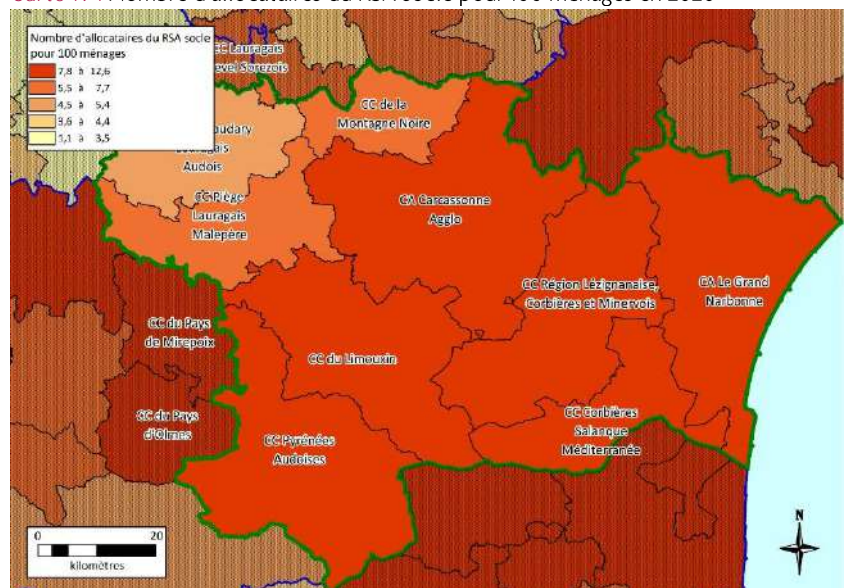 Nombre d'allocataires du RSA socle
pour 100 ménages
7,8 à 12,6
5,5 à 7,7
4,5 à 5,4
3,6 à 4,4
1,1 à 3,5
CC Lauragais
Sorézois
CC de la
Montagne Noire
Audois
CC Piège
Lauragais
Malepère
CA Carcassonne
Agglo
CC Région Lézignanaise,
Corbières et Minervois
CA Le Grand
Narbonne
CC du Pays
de Mirepoix
CC du Limouxin
CC du Pays
d'Olmes
CC Pyrénées
Audoises
CC Corbières
Salanque
Méditerranée
0 20
kilomètres
N